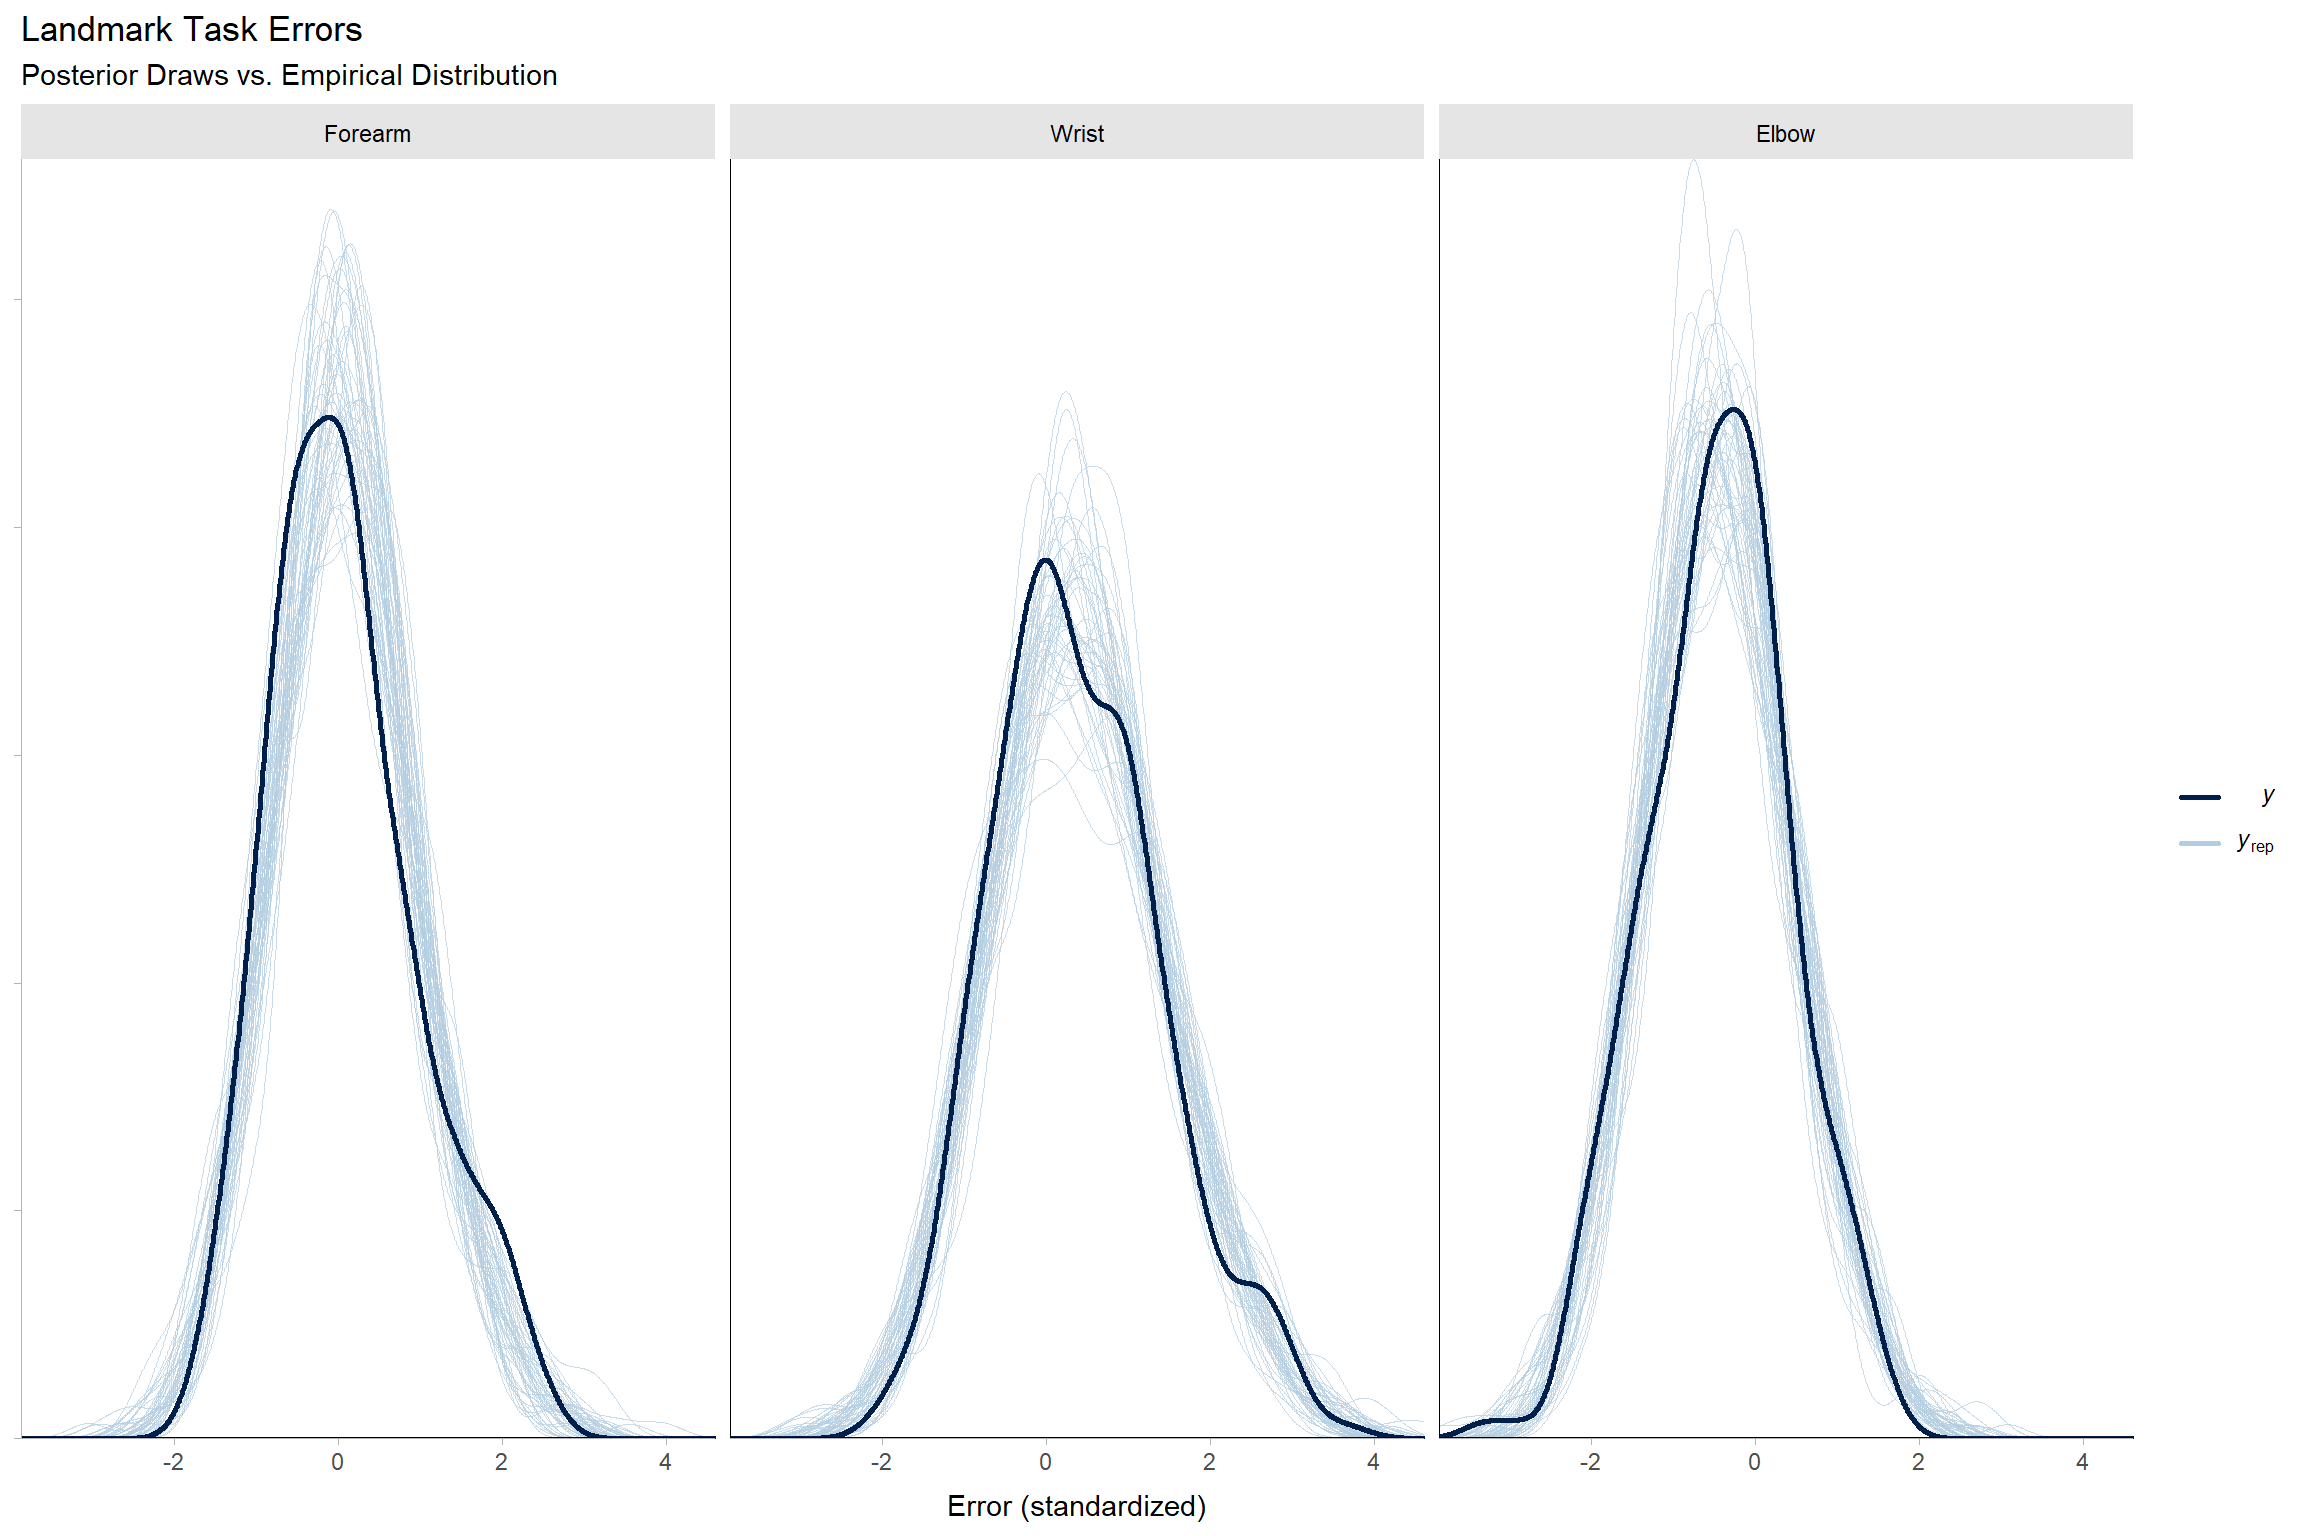 Landmark Task Errors
Posterior Draws vs. Empirical Distribution
Forearm Wrist Elbow
y
yrep
-2 0 2 4 -2 0 2 4 -2 0 2 4
Error (standardized)